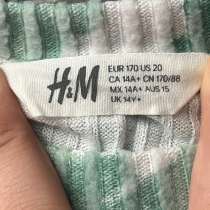 H&M
EUR 170 US 20
CA 14A+ CN 170/88
MX 14A+ AUS 15
UK 14Y+